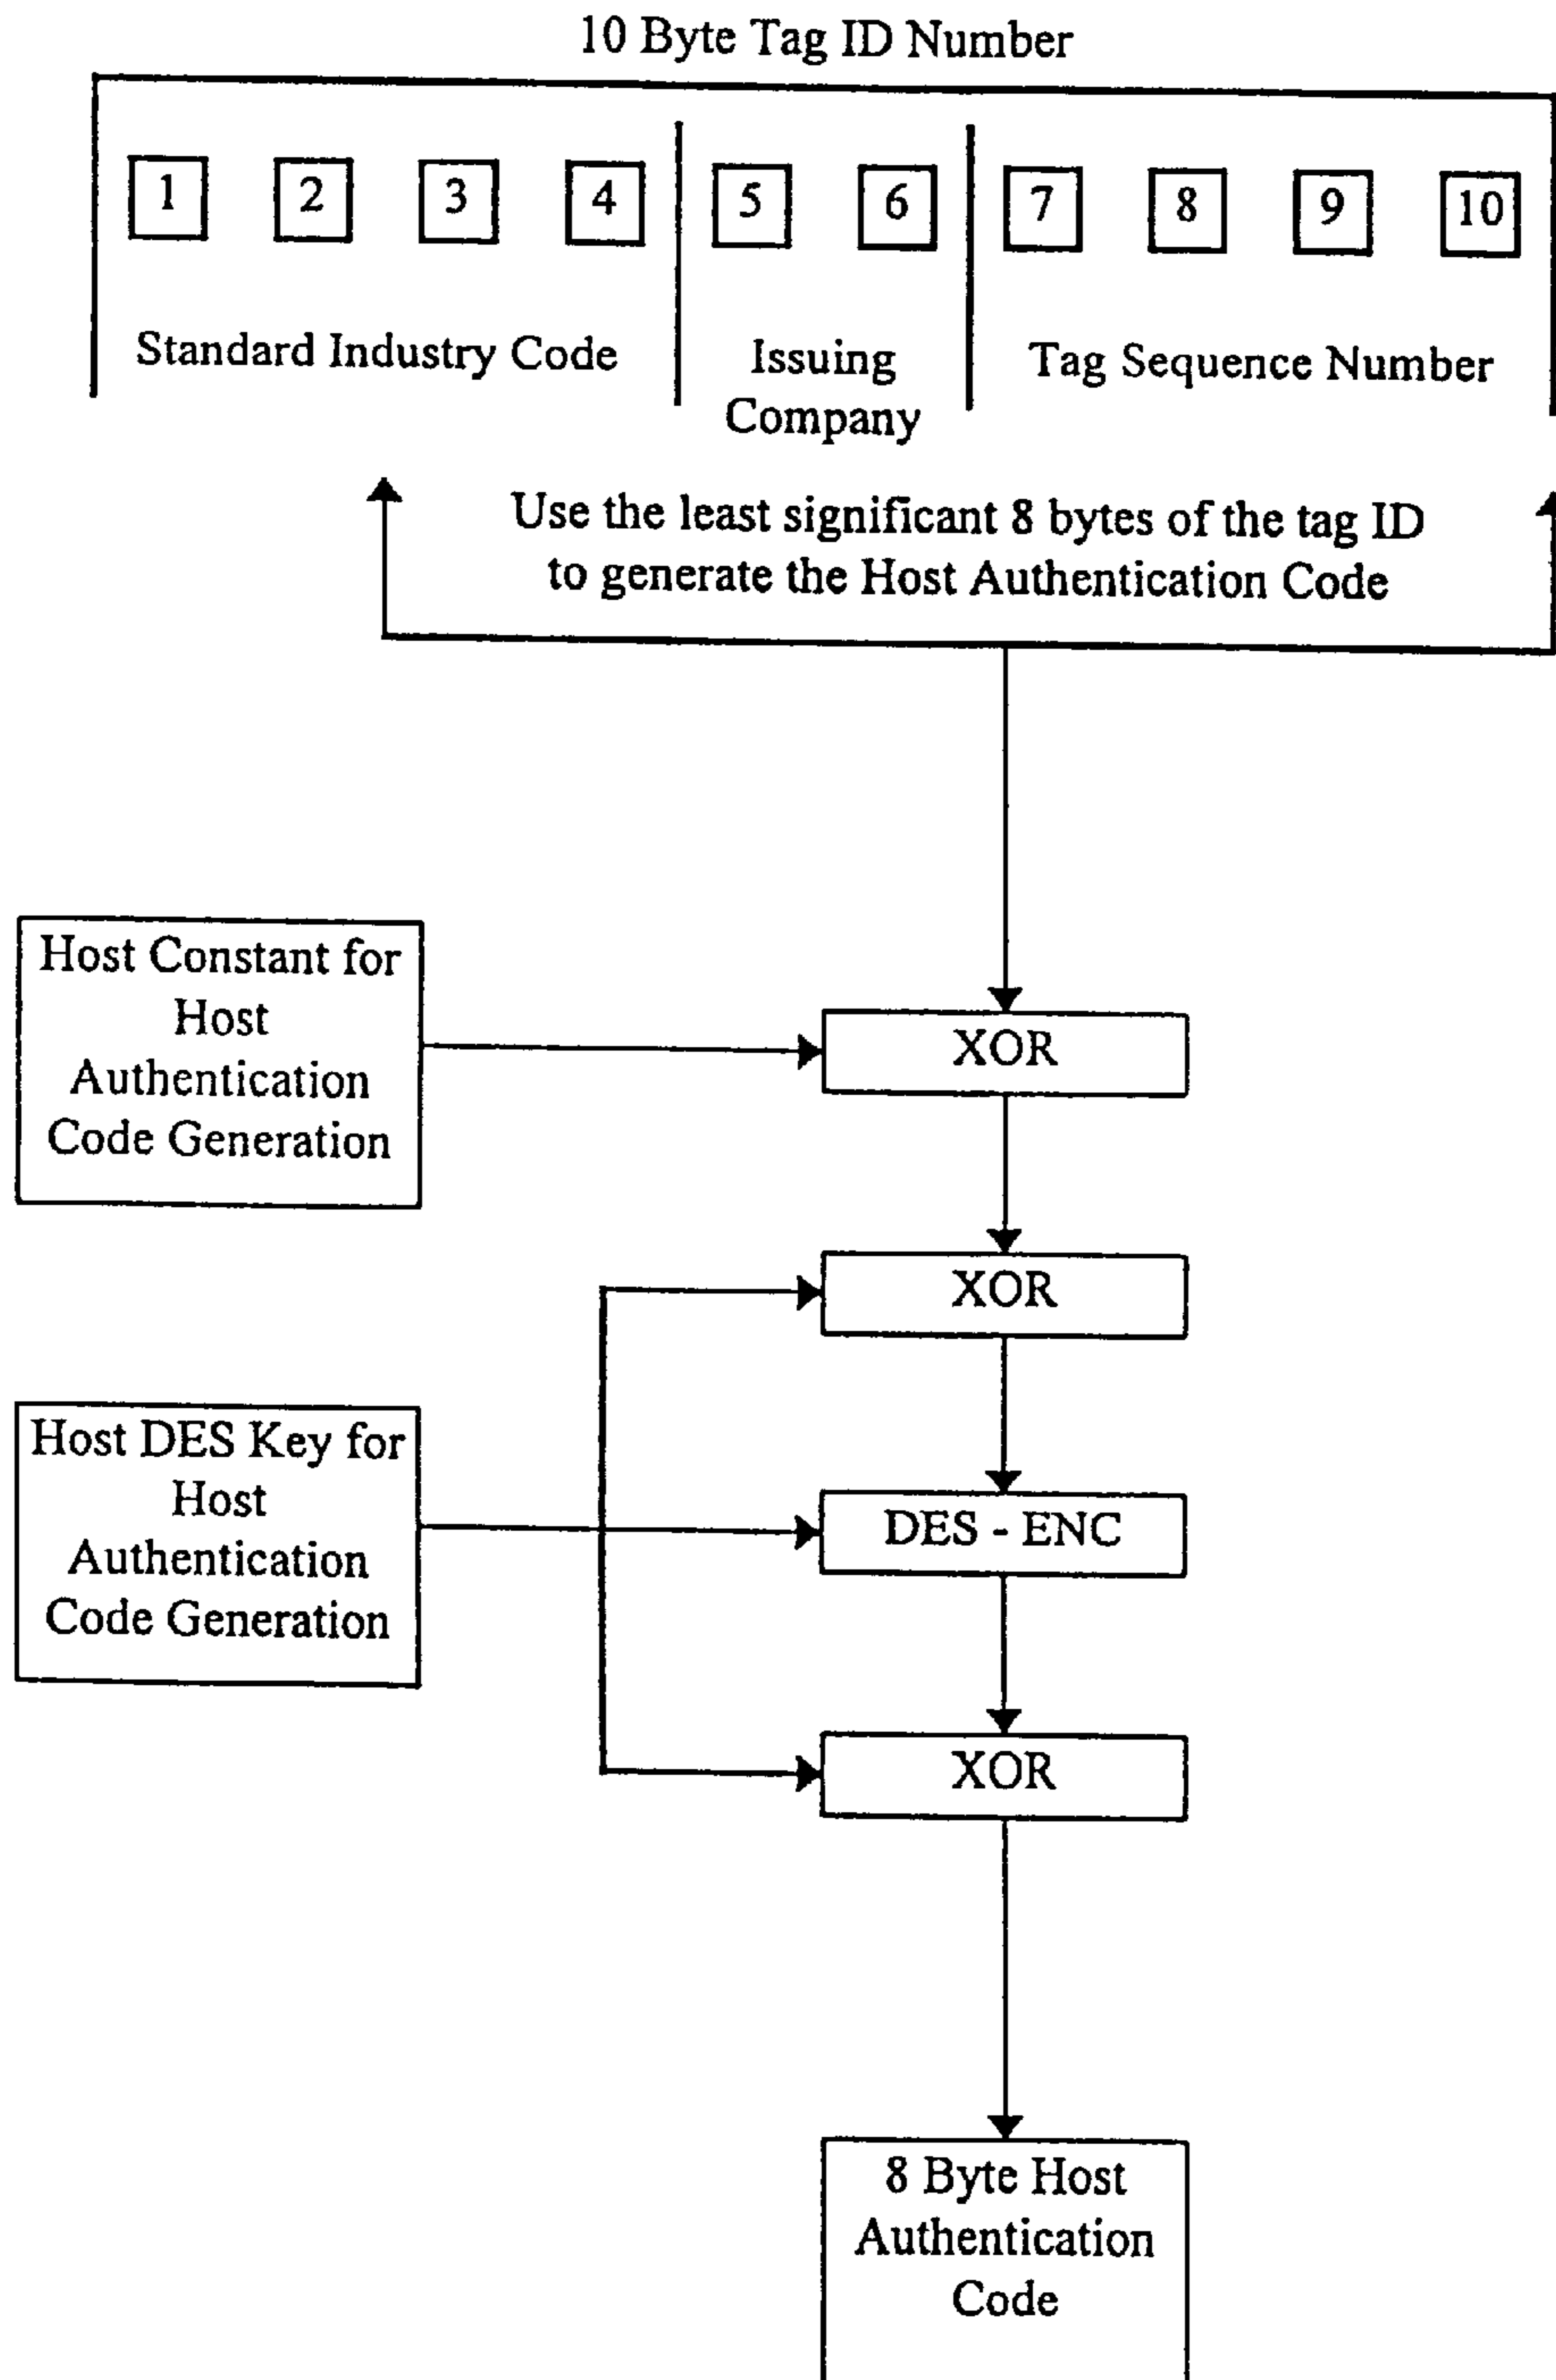 10 Byte Tag ID Number
1 2 3 4 5 6 7 8 9 10
Standard Industry Code
Issuing
Company
Tag Sequence Number
Use the least significant 8 bytes of the tag ID
to generate the Host Authentication Code
Host Constant for
Host
Authentication
Code Generation
XOR
XOR
Host DES Key for
Host
Authentication
Code Generation
DES - ENC
XOR
8 Byte Host
Authentication
Code